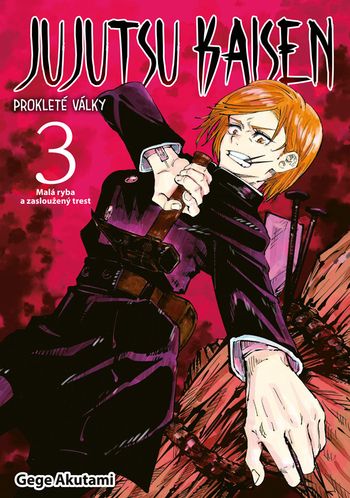 JUJUTSU KAISEN
PROKLETÉ VÁLKY
3
Malá ryba
a zasloužený trest
Gege Akutami